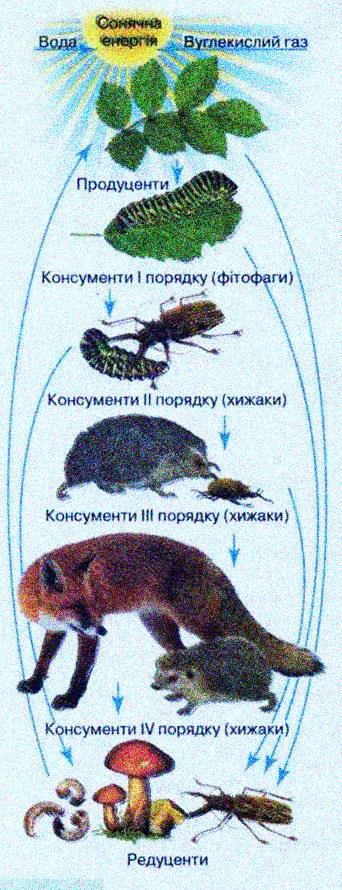 Сонячна
енергія
Вода
Вуглекислий газ
Продуценти
Консументи I порядку (фітофаги)
Консументи II порядку (хижаки)
Консументи III порядку (хижаки)
Консументи IV порядку (хижаки)
Редуценти